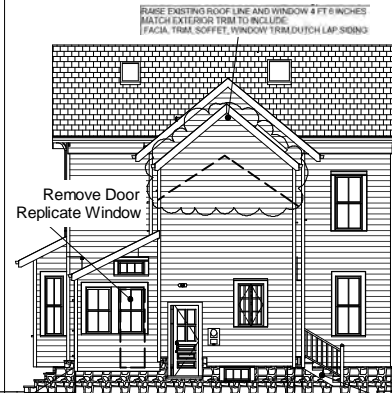 RAISE EXISTING ROOF LINE AND WINDOW 4 FT 6 INCHES
MATCH EXTERIOR TRIM TO INCLUDE:
FACIA, TRIM, SOFFET, WINDOW TRIM,DUTCH LAP SIDING
Remove Door
Replicate Window